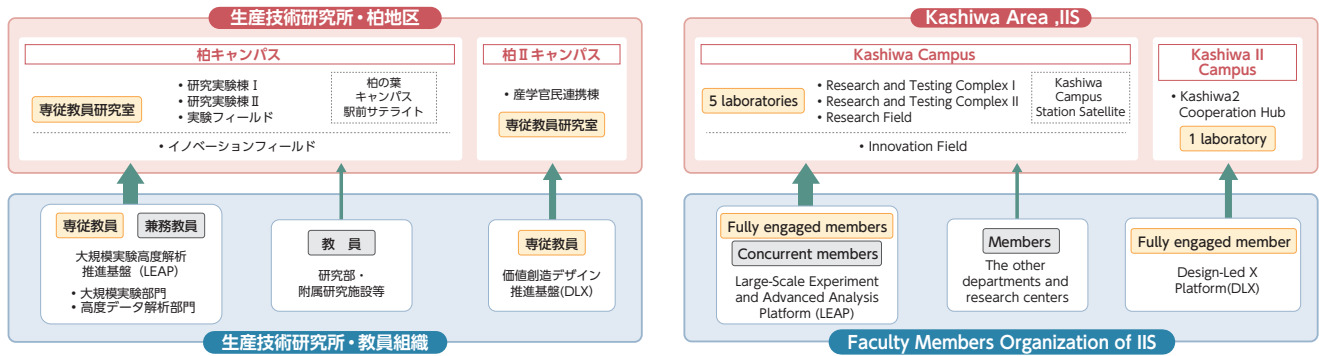 生産技術研究所・柏地区
柏キャンパス
専従教員研究室
• 研究実験棟 I
• 研究実験棟 II
• 実験フィールド
柏の葉
キャンパス
駅前サテライト
• イノベーションフィールド
柏 II キャンパス
• 産学官民連携棟
専従教員研究室
専従教員
兼務教員
大規模実験高度解析
推進基盤（LEAP）
• 大規模実験部門
• 高度データ解析部門
教　員
研究部・
附属研究施設等
専従教員
価値創造デザイン
推進基盤(DLX)
生産技術研究所・教員組織
Kashiwa Area ,IIS
Kashiwa Campus
5 laboratories
• Research and Testing Complex I
• Research and Testing Complex II
• Research Field
Kashiwa
Campus
Station Satellite
• Innovation Field
Kashiwa II
Campus
• Kashiwa2
Cooperation Hub
1 laboratory
Fully engaged members
Concurrent members
Large-Scale Experiment
and Advanced Analysis
Platform (LEAP)
Members
The other
departments and
research centers
Fully engaged member
Design-Led X
Platform(DLX)
Faculty Members Organization of IIS